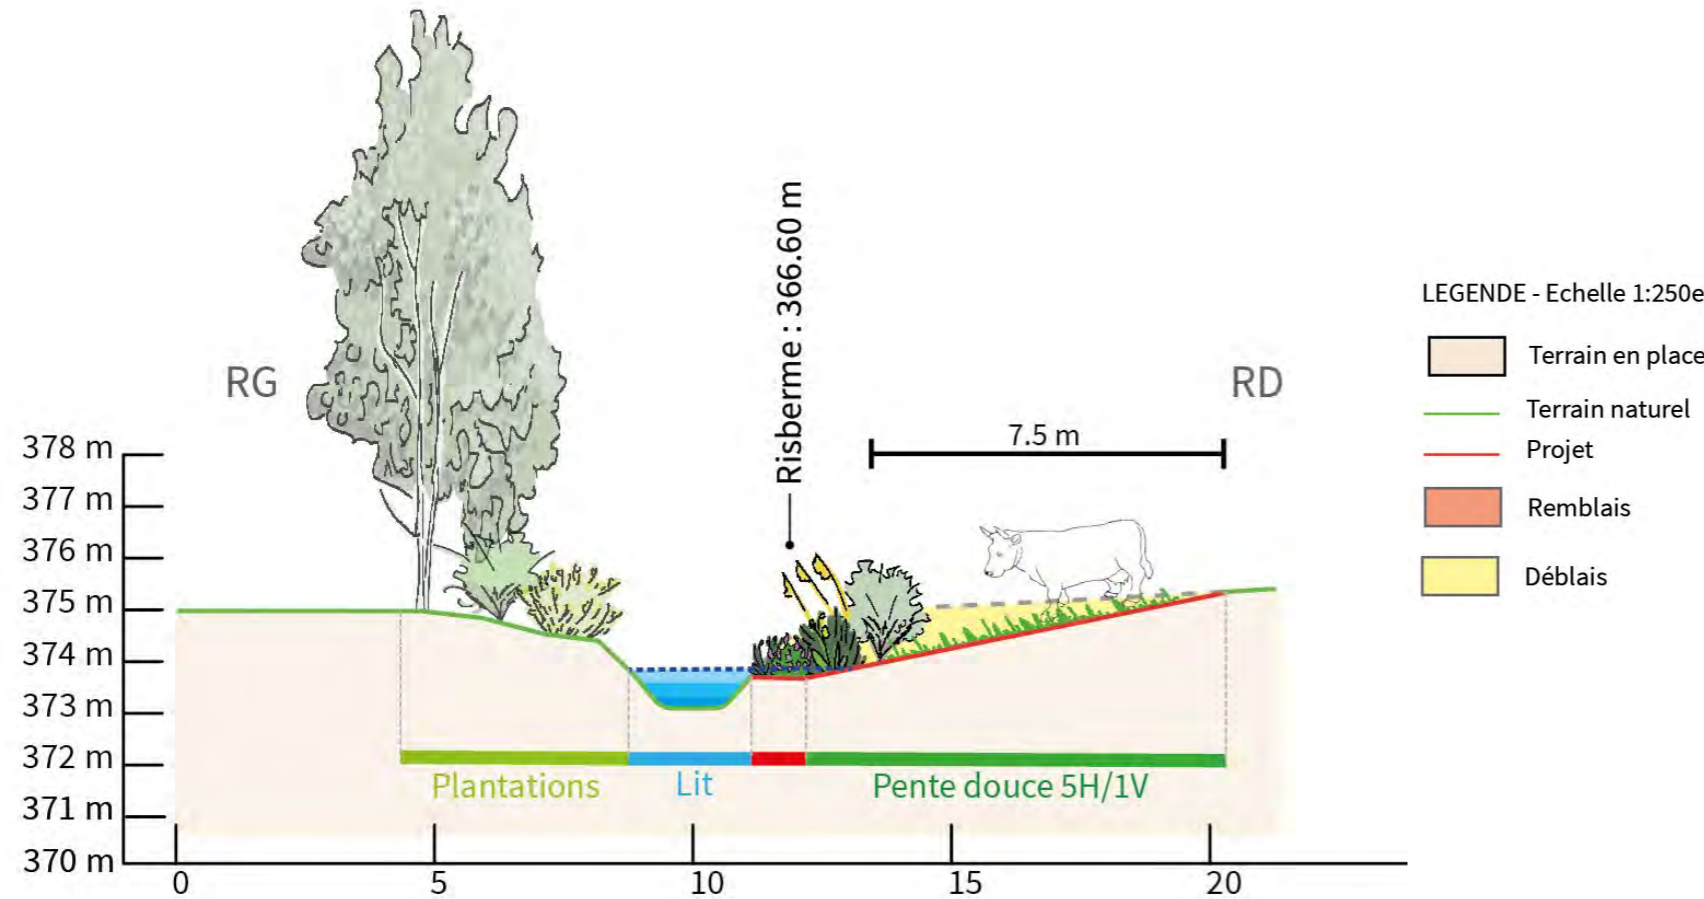 Risberme : 366.60 m
RG
RD
7.5 m
378 m
377 m
376 m
375 m
374 m
373 m
372 m
371 m
370 m
Plantations
Lit
Pente douce 5H/1V
0
5
10
15
20
LEGENDE - Echelle 1:250e
Terrain en place
Terrain naturel
Projet
Remblais
Déblais